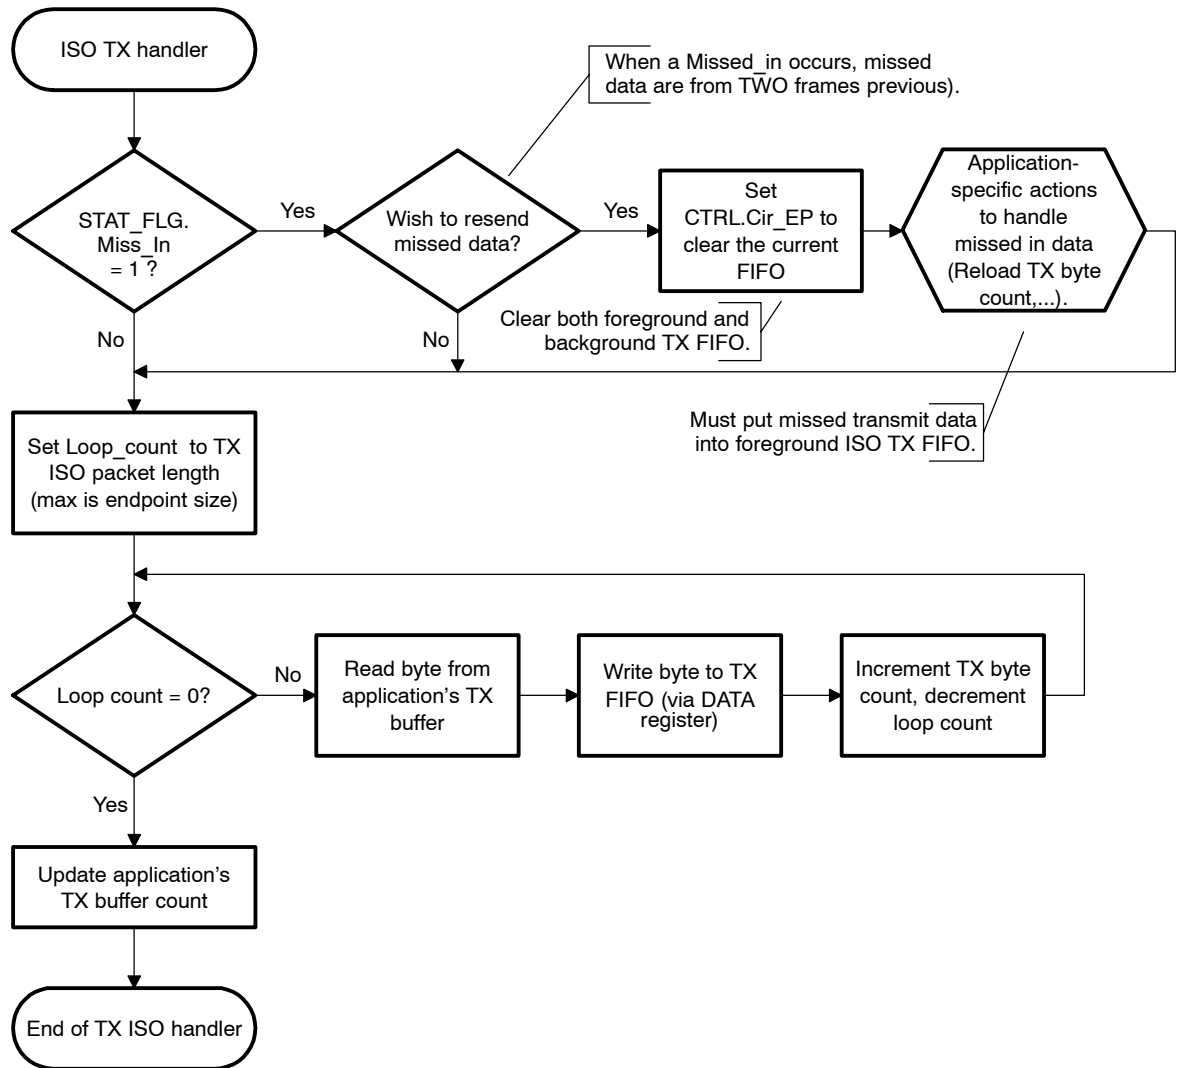 ISO TX handler
When a Missed_in occurs, missed
data are from TWO frames previous).
STAT_FLG.
Miss_In
= 1 ?
Yes
Wish to resend
missed data?
Yes
Set
CTRL.Cir_EP to
clear the current
FIFO
Application-
specific actions
to handle
missed in data
(Reload TX byte
count,...).
No
No
Clear both foreground and
background TX FIFO.
Must put missed transmit data
into foreground ISO TX FIFO.
Set Loop_count to TX
ISO packet length
(max is endpoint size)
Loop count = 0?
No
Read byte from
application's TX
buffer
Write byte to TX
FIFO (via DATA
register)
Increment TX byte
count, decrement
loop count
Yes
Update application's
TX buffer count
End of TX ISO handler